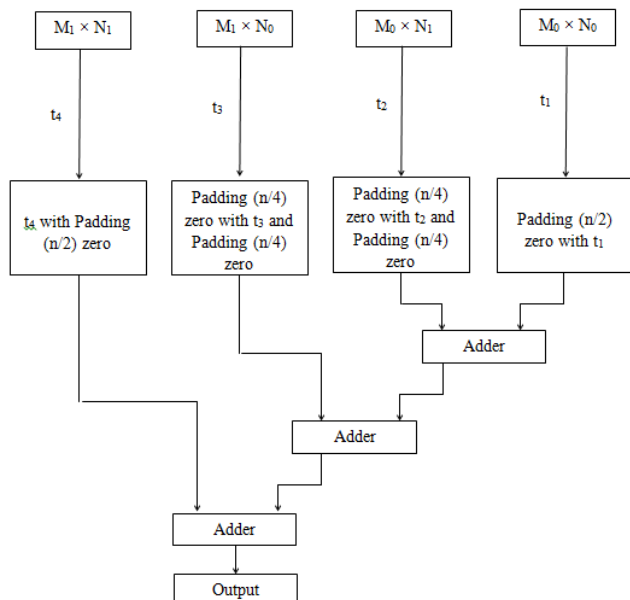 M₁ × N₁
M₁ × N₀
M₀ × N₁
M₀ × N₀
t₄
t₃
t₂
t₁
t₄ with Padding
(n/2) zero
Padding (n/4)
zero with t₃ and
Padding (n/4)
zero
Padding (n/4)
zero with t₂ and
Padding (n/4)
zero
Padding (n/2)
zero with t₁
Adder
Adder
Adder
Output